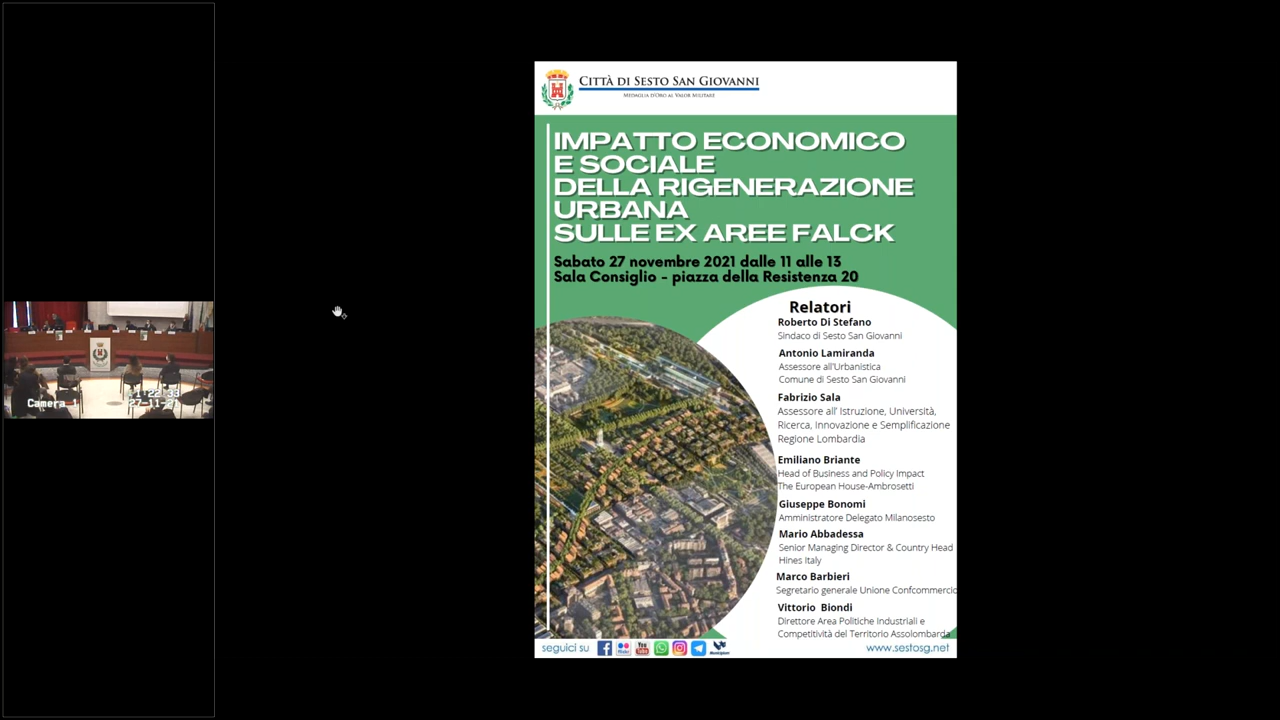 CITTÀ DI SESTO SAN GIOVANNI
MEDAGLIA D'ORO AL VALOR MILITARE
IMPATTO ECONOMICO
E SOCIALE
DELLA RIGENERAZIONE
URBANA
SULLE EX AREE FALCK
Sabato 27 novembre 2021 dalle 11 alle 13
Sala Consiglio - piazza della Resistenza 20
Relatori
Roberto Di Stefano
Sindaco di Sesto San Giovanni
Antonio Lamiranda
Assessore all'Urbanistica
Comune di Sesto San Giovanni
Fabrizio Sala
Assessore all' Istruzione, Università,
Ricerca, Innovazione e Semplificazione
Regione Lombardia
Emiliano Briante
Head of Business and Policy Impact
The European House-Ambrosetti
Giuseppe Bonomi
Amministratore Delegato Milanosesto
Mario Abbadessa
Senior Managing Director & Country Head
Hines Italy
Marco Barbieri
Segretario generale Unione Confcommercio
Vittorio Biondi
Direttore Area Politiche Industriali e
Competitività del Territorio Assolombarda
seguici su
flickr
You Tube
www.sestosg.net
Camera 1